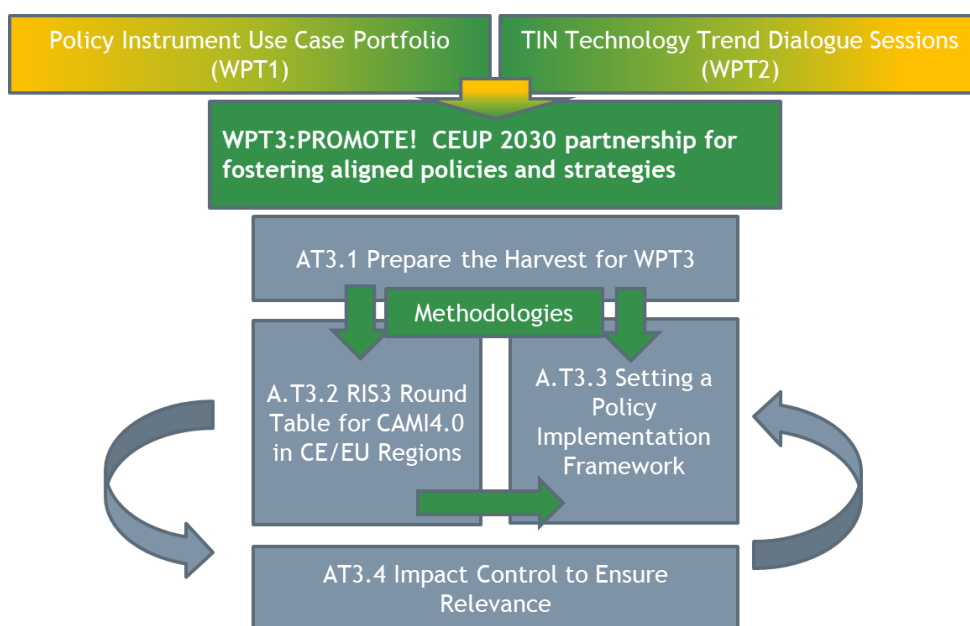 Policy Instrument Use Case Portfolio
(WPT1)
TIN Technology Trend Dialogue Sessions
(WPT2)
WPT3:PROMOTE! CEUP 2030 partnership for
fostering aligned policies and strategies
AT3.1 Prepare the Harvest for WPT3
Methodologies
A.T3.2 RIS3 Round
Table for CAMI4.0
in CE/EU Regions
A.T3.3 Setting a
Policy
Implementation
Framework
AT3.4 Impact Control to Ensure
Relevance